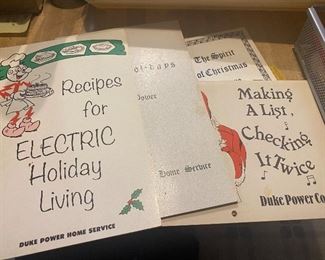 Recipes
for
ELECTRIC
Holiday
Living
DUKE POWER HOME SERVICE
Power
Home Service
The Spirit
of Christmas
Making
A List,
Checking
It Twice
Duke Power Co